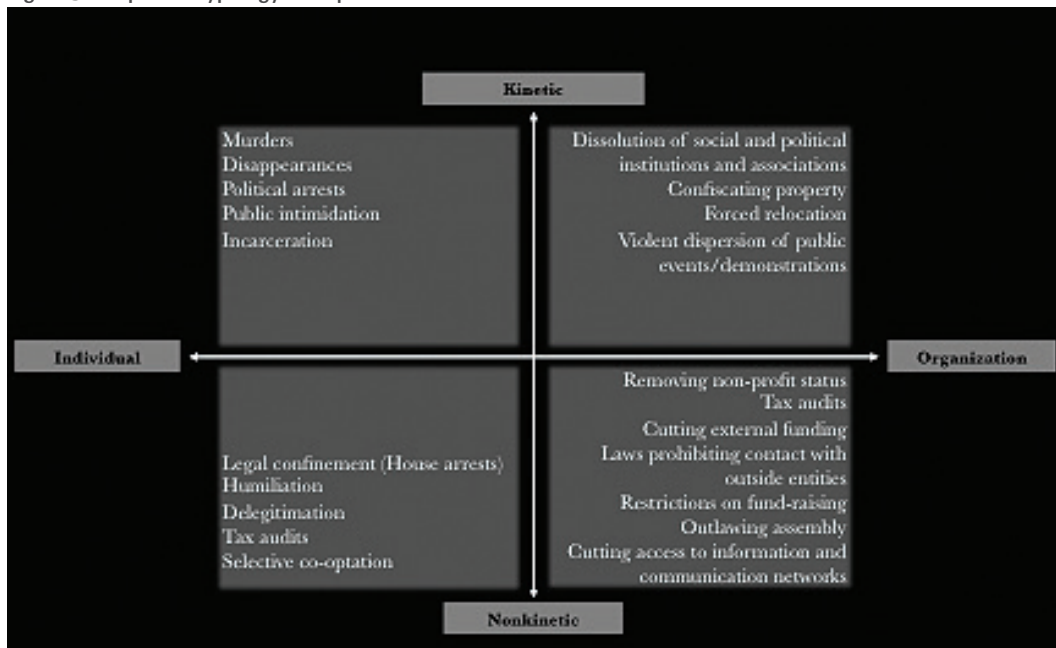 Kinetic
Murders
Disappearances
Political arrests
Public intimidation
Incarceration
Dissolution of social and political
institutions and associations
Confiscating property
Forced relocation
Violent dispersion of public
events/demonstrations
Individual
Organization
Legal confinement (House arrests)
Humiliation
Delegitimation
Tax audits
Selective co-optation
Removing non-profit status
Tax audits
Cutting external funding
Laws prohibiting contact with
outside entities
Restrictions on fund-raising
Outlawing assembly
Cutting access to information and
communication networks
Nonkinetic